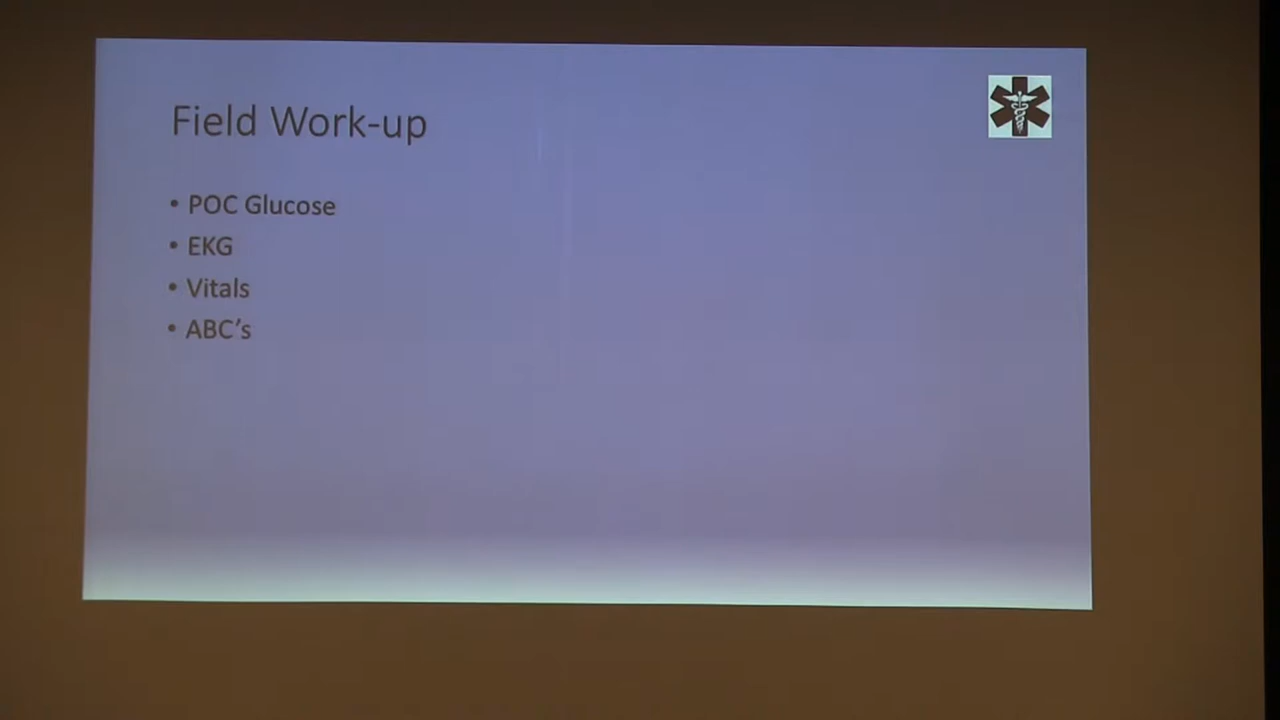 Field Work-up
• POC Glucose
• EKG
• Vitals
• ABC’s